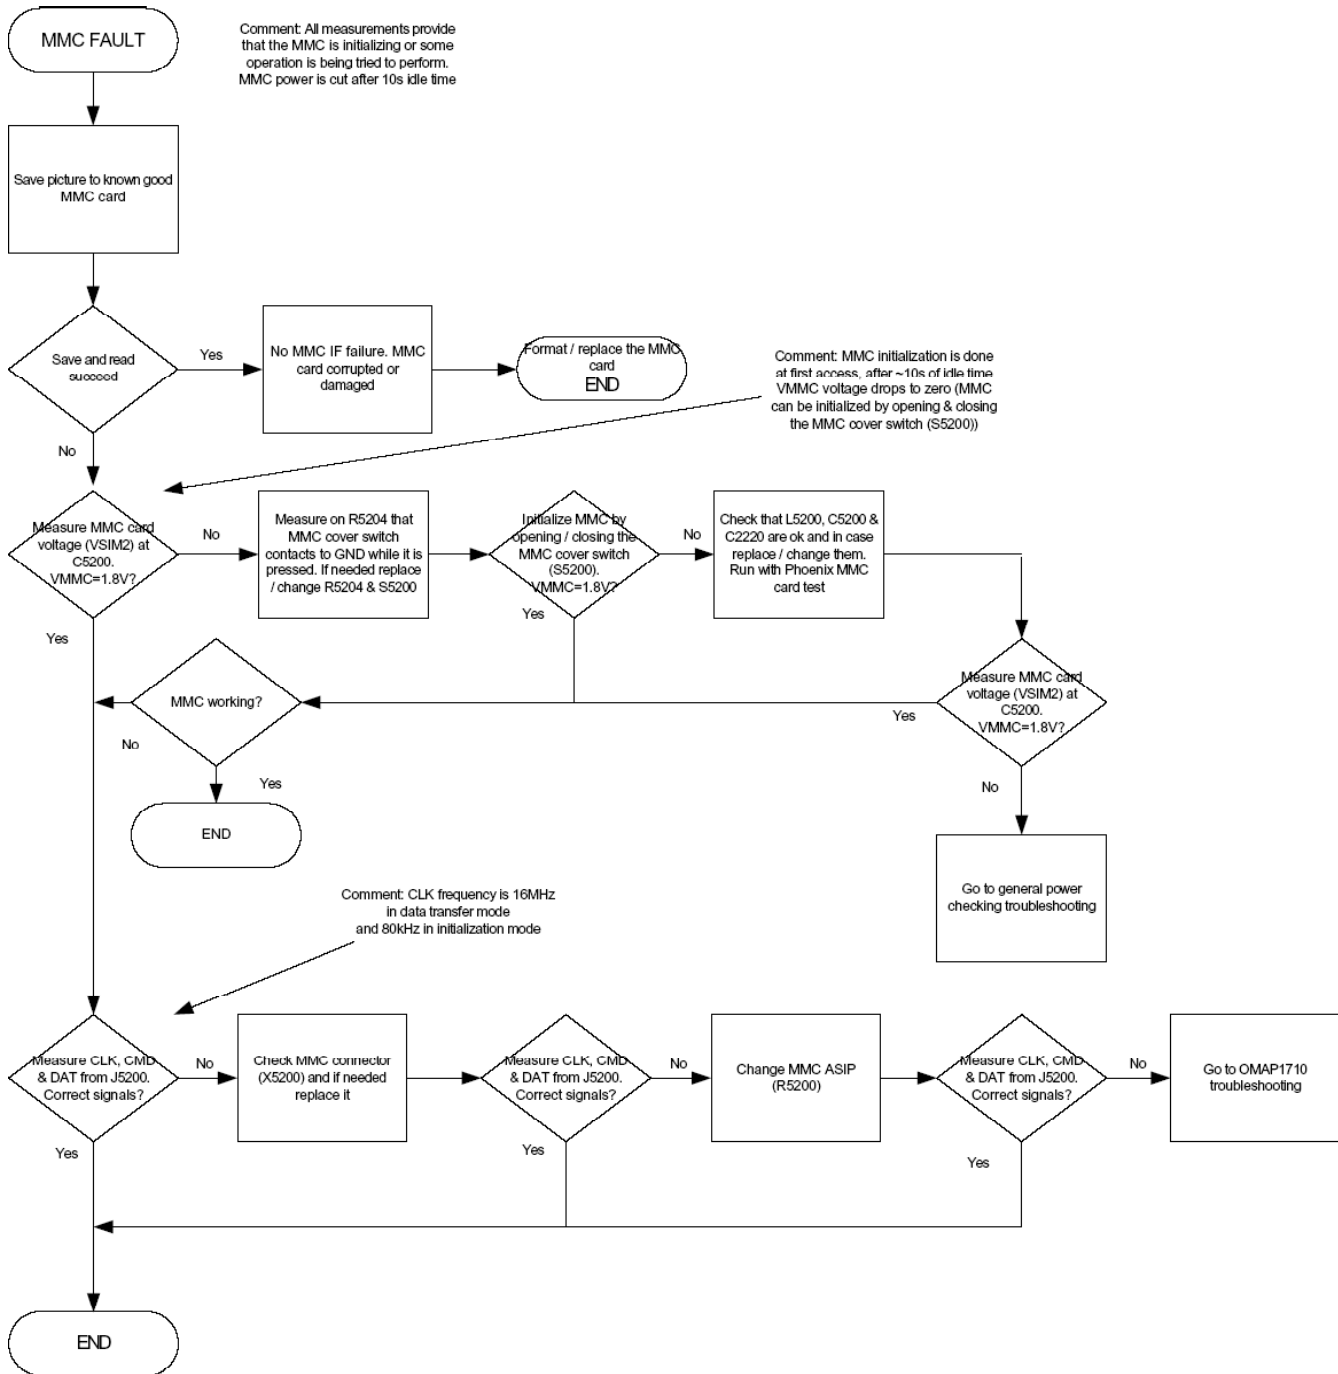 MMC FAULT
Comment: All measurements provide
that the MMC is initializing or some
operation is being tried to perform.
MMC power is cut after 10s idle time
Save picture to known good
MMC card
Save and read
succeed
Yes
No MMC IF failure. MMC
card corrupted or
damaged
Format / replace the MMC
card
END
Comment: MMC initialization is done
at first access, after ~10s of idle time
VMMC voltage drops to zero (MMC
can be initialized by opening & closing
the MMC cover switch (S5200))
No
Measure MMC card
voltage (VSIM2) at
C5200.
VMMC=1.8V?
No
Measure on R5204 that
MMC cover switch
contacts to GND while it is
pressed. If needed replace
/ change R5204 & S5200
Initialize MMC by
opening / closing the
MMC cover switch
(S5200).
VMMC=1.8V?
No
Check that L5200, C5200 &
C2220 are ok and in case
replace / change them.
Run with Phoenix MMC
card test
Yes
Yes
MMC working?
Measure MMC card
voltage (VSIM2) at
C5200.
VMMC=1.8V?
Yes
No
Yes
No
END
Go to general power
checking troubleshooting
Comment: CLK frequency is 16MHz
in data transfer mode
and 80kHz in initialization mode
Measure CLK, CMD
& DAT from J5200.
Correct signals?
No
Check MMC connector
(X5200) and if needed
replace it
Measure CLK, CMD
& DAT from J5200.
Correct signals?
No
Change MMC ASIP
(R5200)
Measure CLK, CMD
& DAT from J5200.
Correct signals?
No
Go to OMAP1710
troubleshooting
Yes
Yes
Yes
END